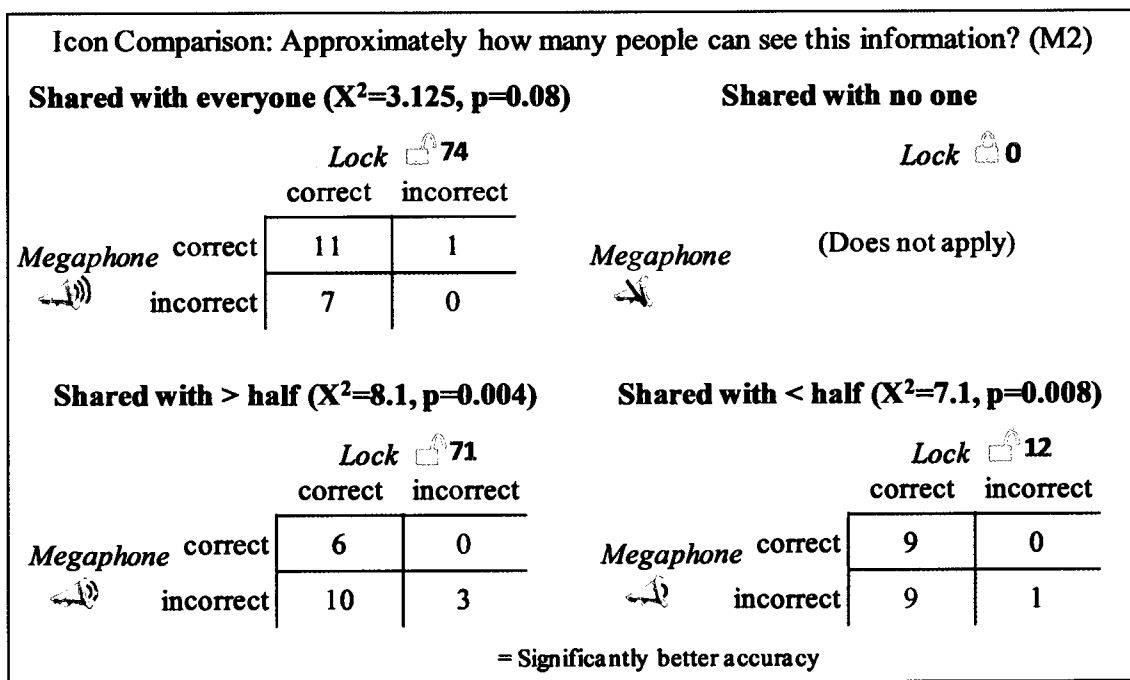 Icon Comparison: Approximately how many people can see this information? (M2)
Shared with everyone (X²=3.125, p=0.08)
Lock 74
correct incorrect
Megaphone correct 11 1
incorrect 7 0
Shared with no one
Lock 0
Megaphone (Does not apply)
Shared with > half (X²=8.1, p=0.004)
Lock 71
correct incorrect
Megaphone correct 6 0
incorrect 10 3
Shared with < half (X²=7.1, p=0.008)
Lock 12
correct incorrect
Megaphone correct 9 0
incorrect 9 1
= Significantly better accuracy